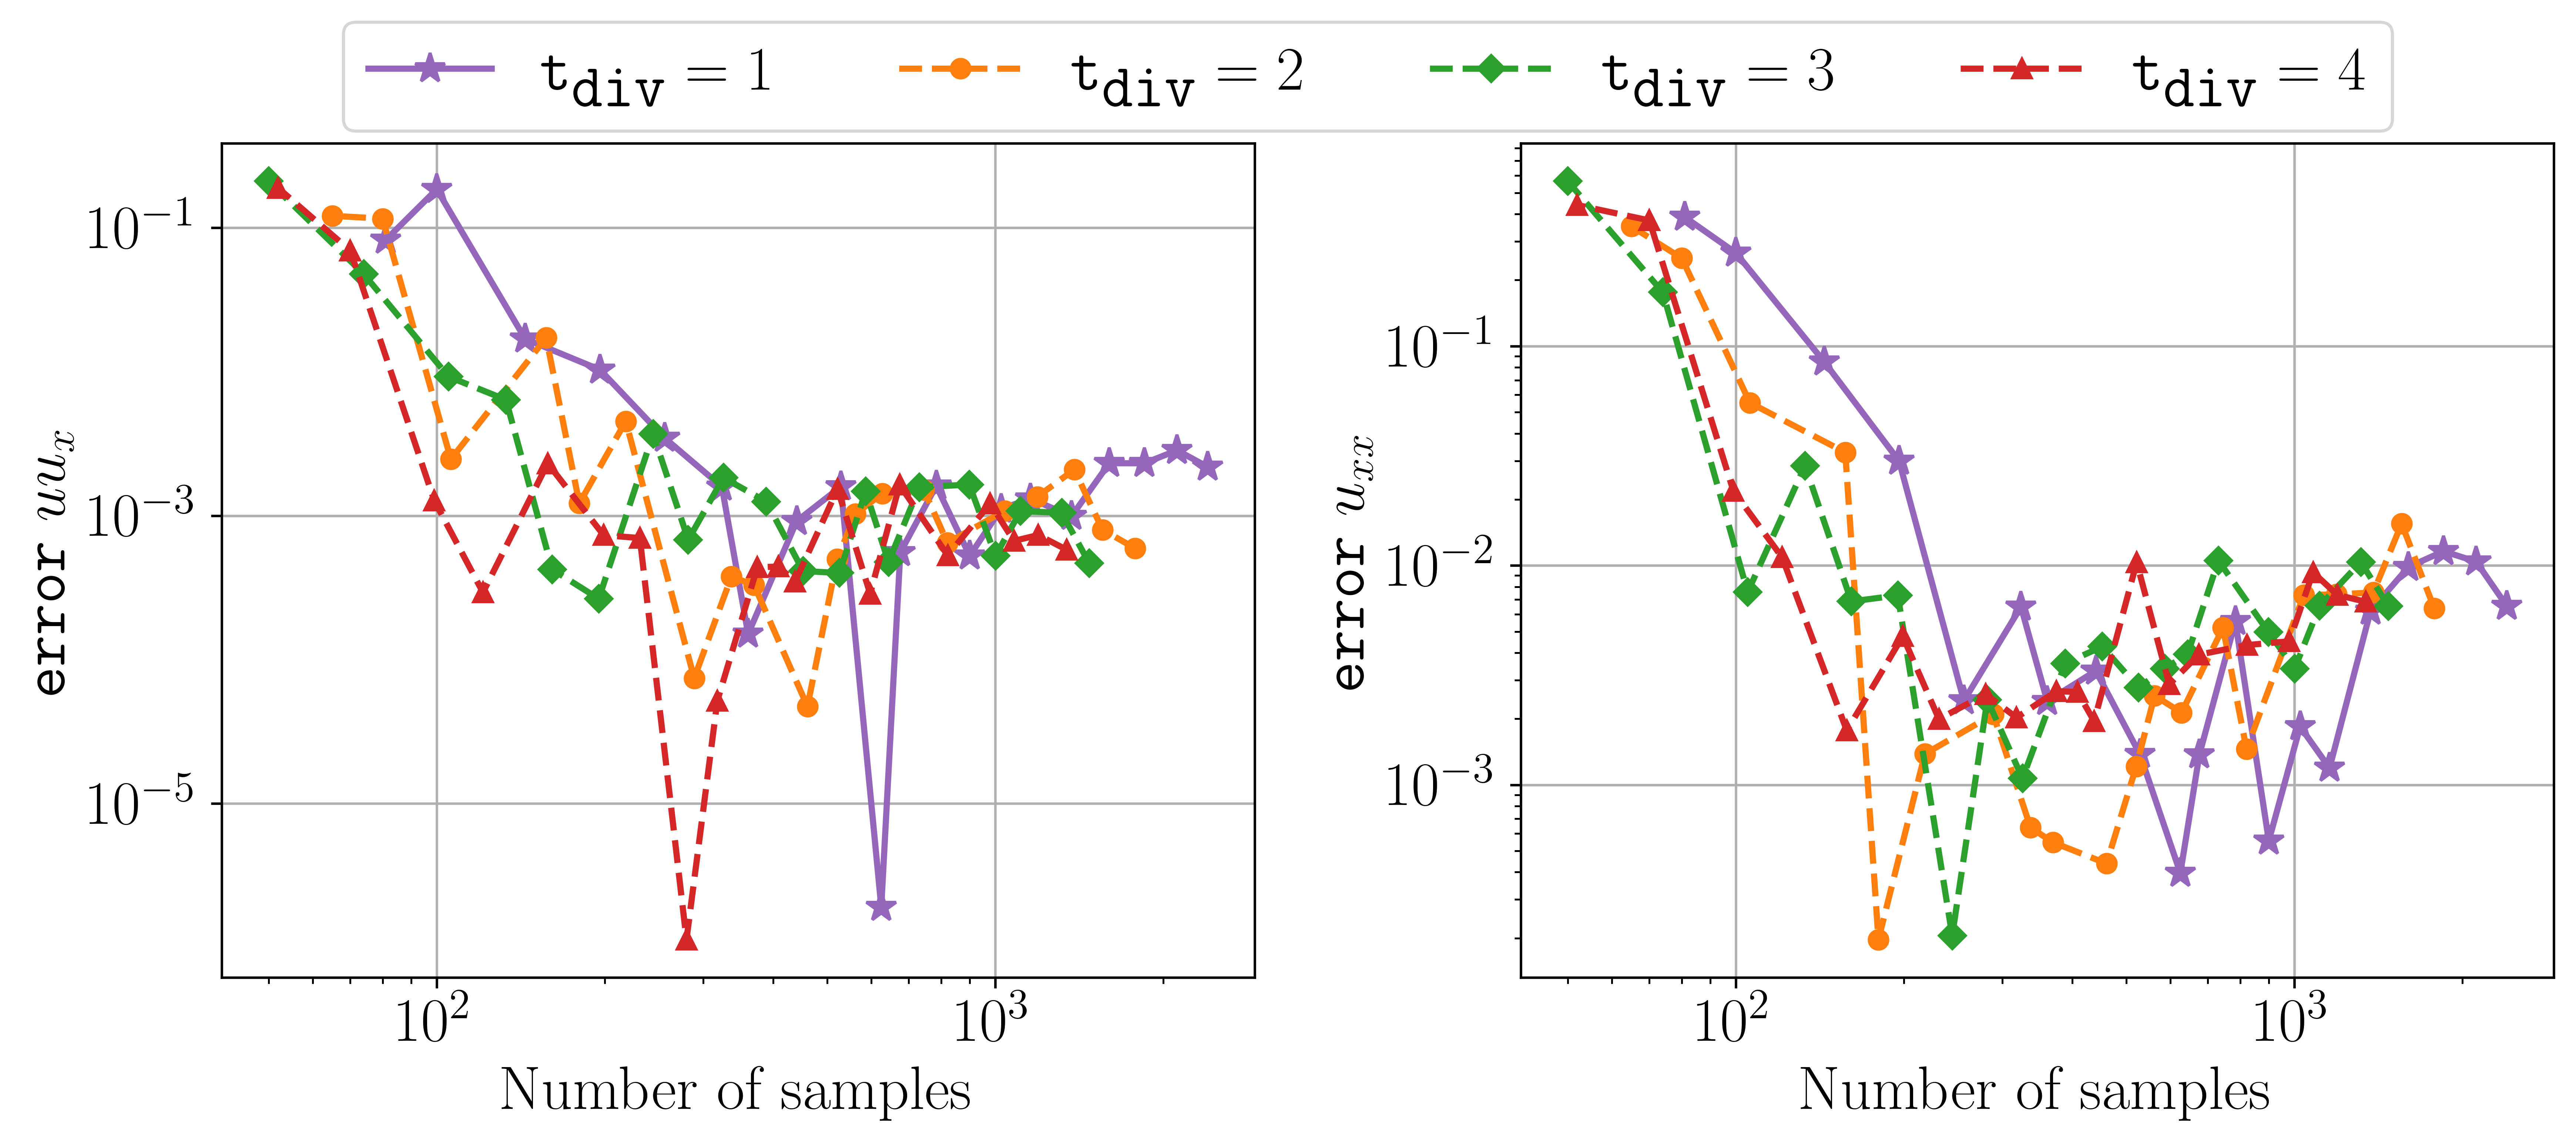 t_div = 1 t_div = 2 t_div = 3 t_div = 4
error uu_x
10^−1
10^−3
10^−5
10^2 10^3
Number of samples
error u_xx
10^−1
10^−2
10^−3
10^2 10^3
Number of samples